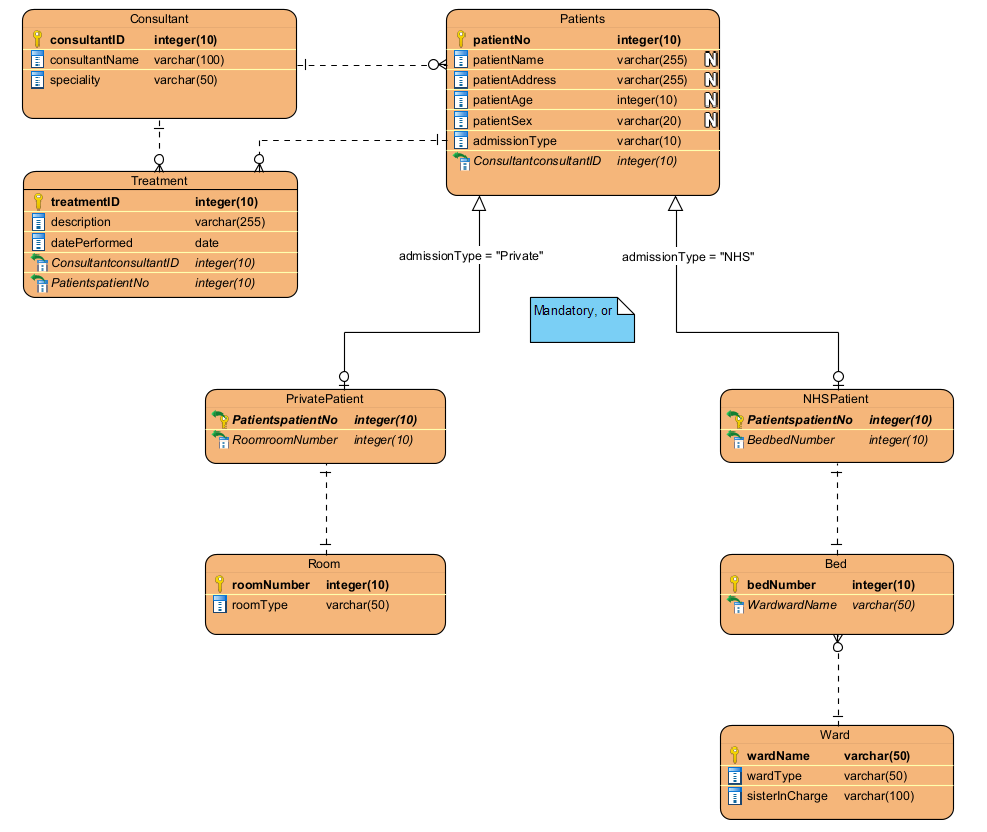 Consultant
consultantID integer(10)
consultantName varchar(100)
speciality varchar(50)
Patients
patientNo integer(10)
patientName varchar(255) N
patientAddress varchar(255) N
patientAge integer(10) N
patientSex varchar(20) N
admissionType varchar(10)
ConsultantconsultantID integer(10)
Treatment
treatmentID integer(10)
description varchar(255)
datePerformed date
ConsultantconsultantID integer(10)
PatientspatientNo integer(10)
admissionType = "Private"
admissionType = "NHS"
Mandatory, or
PrivatePatient
PatientspatientNo integer(10)
RoomroomNumber integer(10)
NHSPatient
PatientspatientNo integer(10)
BedbedNumber integer(10)
Room
roomNumber integer(10)
roomType varchar(50)
Bed
bedNumber integer(10)
WardwardName varchar(50)
Ward
wardName varchar(50)
wardType varchar(50)
sisterInCharge varchar(100)